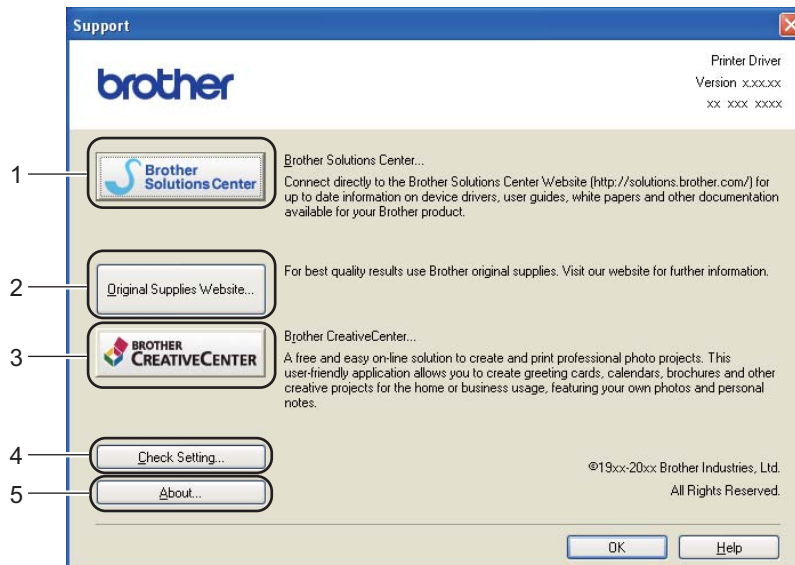 Support
brother
Printer Driver
Version x.xx.xx
xx xxx xxxx
1
Brother
Solutions Center
Brother Solutions Center...
Connect directly to the Brother Solutions Center Website (http://solutions.brother.com/) for
up to date information on device drivers, user guides, white papers and other documentation
available for your Brother product.
2
Original Supplies Website...
For best quality results use Brother original supplies. Visit our website for further information.
3
BROTHER
CREATIVECENTER
Brother CreativeCenter...
A free and easy on-line solution to create and print professional photo projects. This
user-friendly application allows you to create greeting cards, calendars, brochures and other
creative projects for the home or business usage, featuring your own photos and personal
notes.
4
Check Setting...
5
About...
©19xx-20xx Brother Industries, Ltd.
All Rights Reserved.
OK
Help